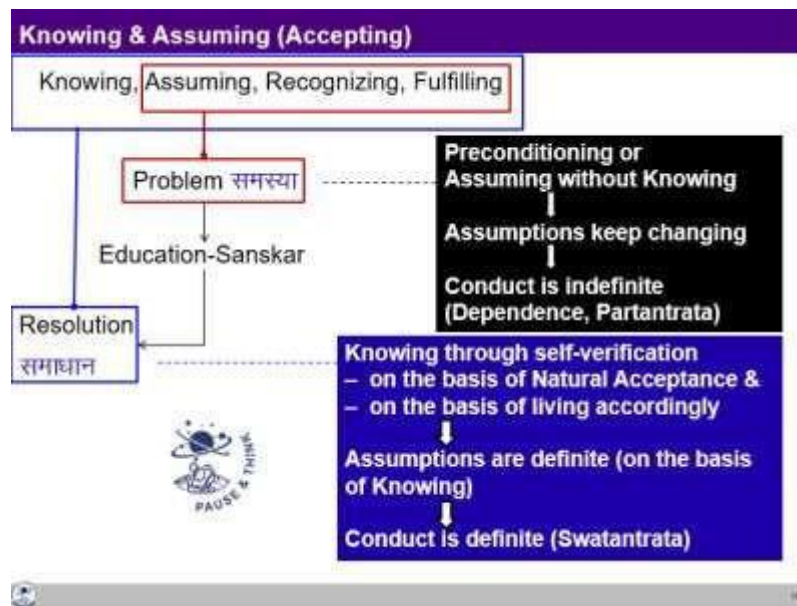 Knowing & Assuming (Accepting)
Knowing, Assuming, Recognizing, Fulfilling
Problem समस्या
Education-Sanskar
Resolution
समाधान
Preconditioning or
Assuming without Knowing
Assumptions keep changing
Conduct is indefinite
(Dependence, Partantrata)
Knowing through self-verification
– on the basis of Natural Acceptance &
– on the basis of living accordingly
Assumptions are definite (on the basis
of Knowing)
Conduct is definite (Swatantrata)
PAUSE & THINK